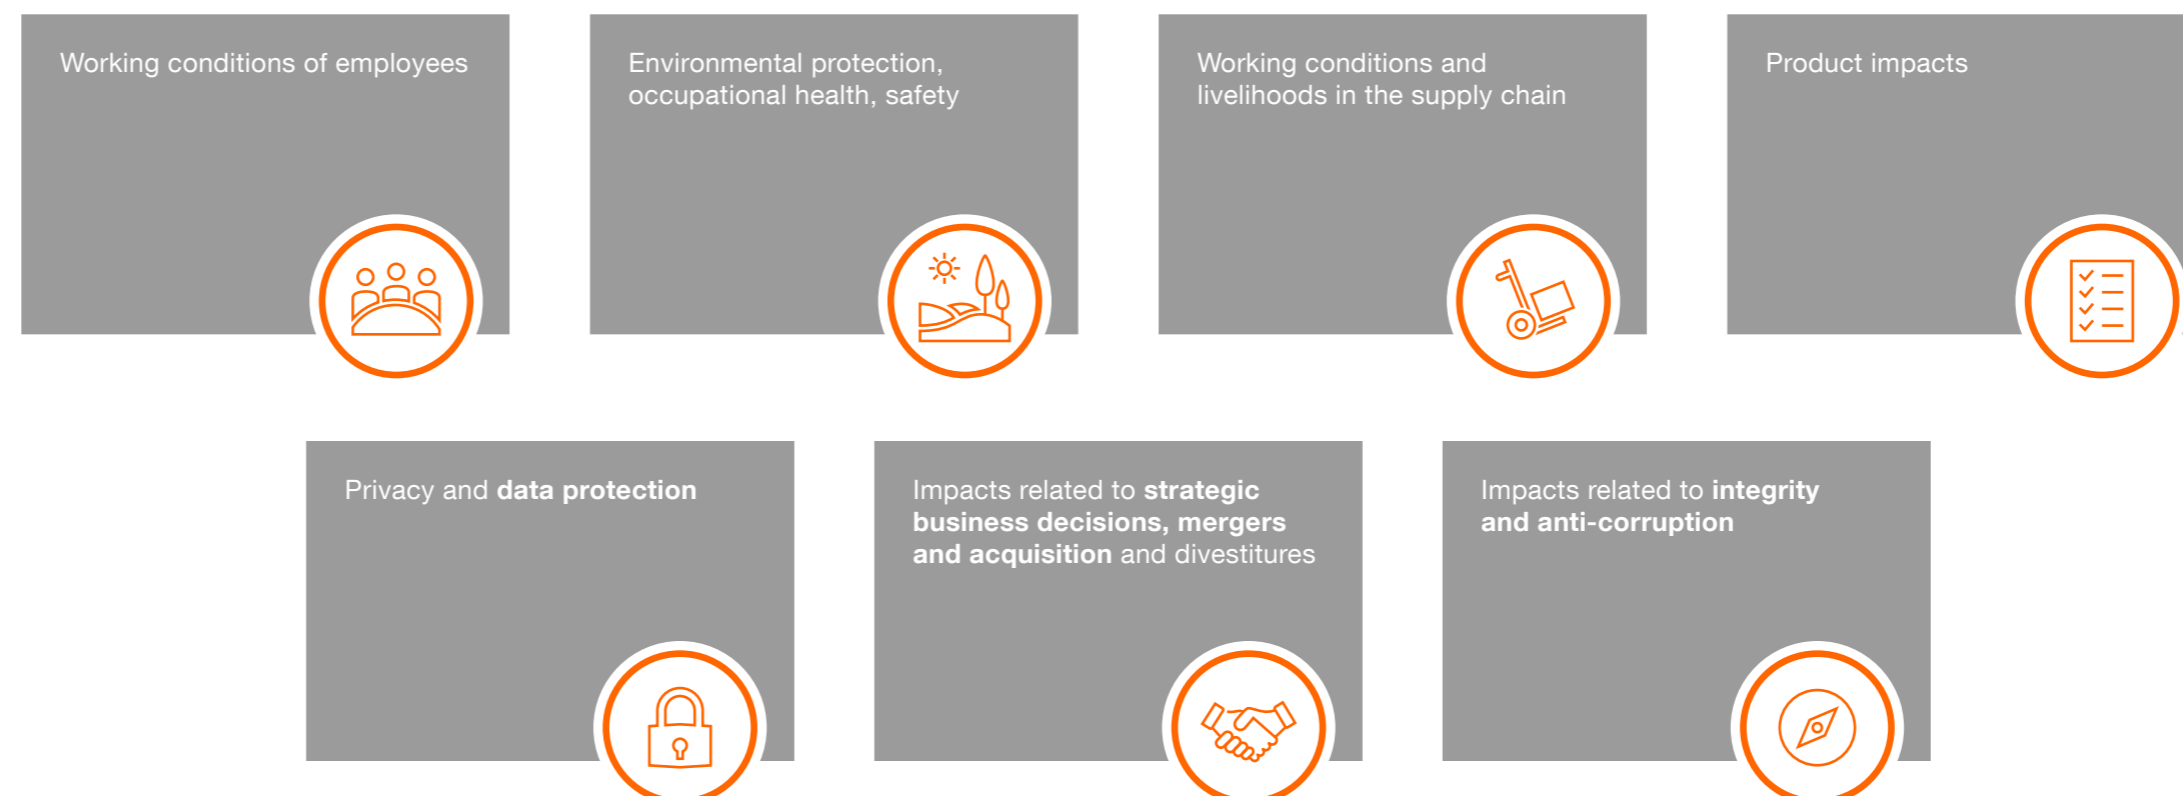 Working conditions of employees
Environmental protection,
occupational health, safety
Working conditions and
livelihoods in the supply chain
Product impacts
Privacy and data protection
Impacts related to strategic
business decisions, mergers
and acquisition and divestitures
Impacts related to integrity
and anti-corruption